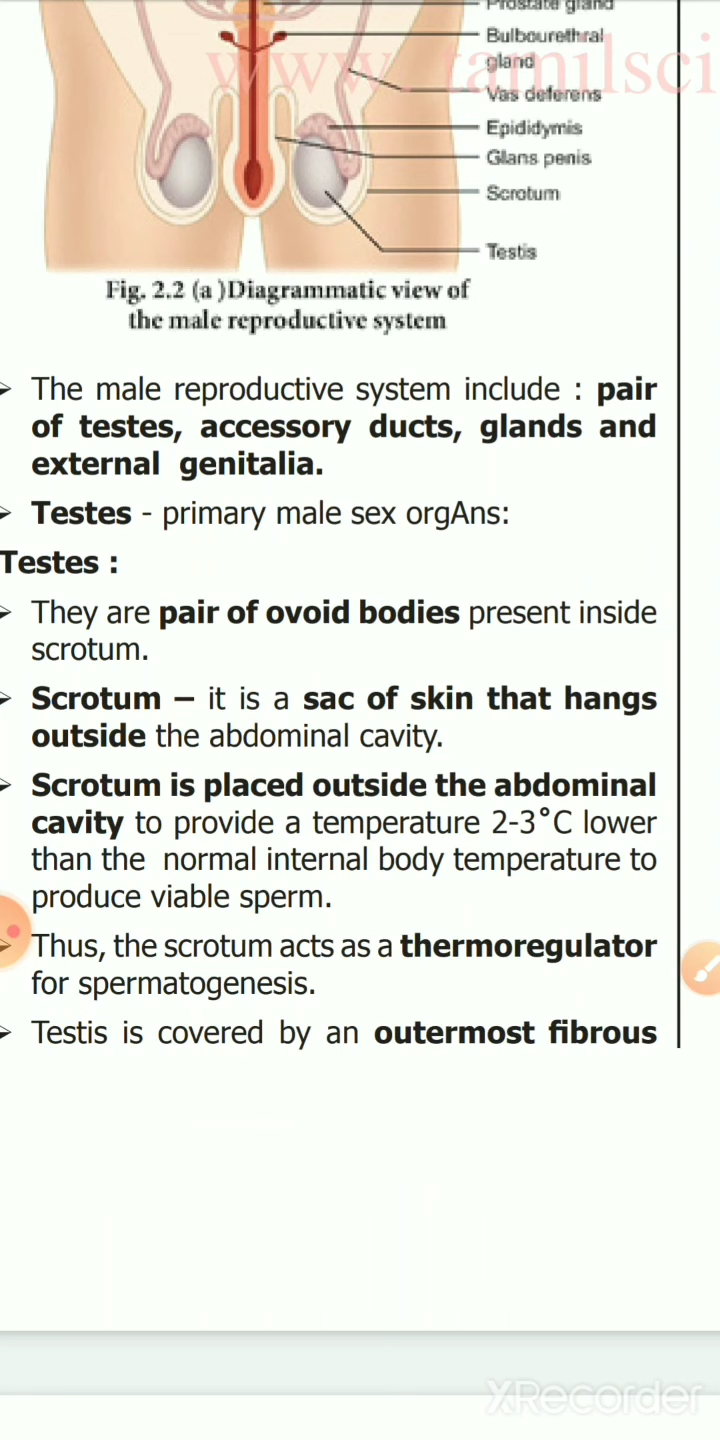 Prostate gland
Bulbourethral
gland
Vas deferens
Epididymis
Glans penis
Scrotum
Testis
www.tamilsci
Fig. 2.2 (a )Diagrammatic view of
the male reproductive system
➢ The male reproductive system include : pair
of testes, accessory ducts, glands and
external genitalia.
➢ Testes - primary male sex orgAns:
Testes :
➢ They are pair of ovoid bodies present inside
scrotum.
➢ Scrotum – it is a sac of skin that hangs
outside the abdominal cavity.
➢ Scrotum is placed outside the abdominal
cavity to provide a temperature 2-3°C lower
than the normal internal body temperature to
produce viable sperm.
➢ Thus, the scrotum acts as a thermoregulator
for spermatogenesis.
➢ Testis is covered by an outermost fibrous
XRecorder